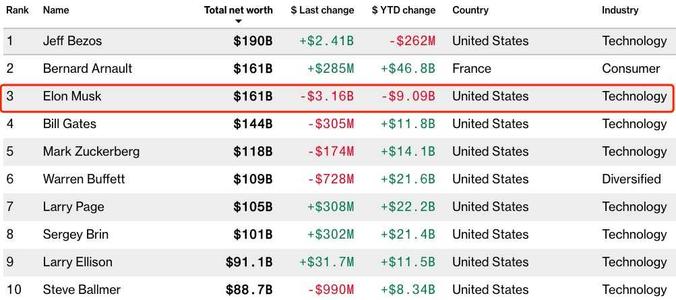 Rank Name Total net worth $ Last change $ YTD change Country Industry
1 Jeff Bezos $190B +$2.41B -$262M United States Technology
2 Bernard Arnault $161B +$285M +$46.8B France Consumer
3 Elon Musk $161B -$3.16B -$9.09B United States Technology
4 Bill Gates $144B -$305M +$11.8B United States Technology
5 Mark Zuckerberg $118B -$174M +$14.1B United States Technology
6 Warren Buffett $109B -$728M +$21.6B United States Diversified
7 Larry Page $105B +$308M +$22.2B United States Technology
8 Sergey Brin $101B +$302M +$21.4B United States Technology
9 Larry Ellison $91.1B +$31.7M +$11.5B United States Technology
10 Steve Ballmer $88.7B -$990M +$8.34B United States Technology